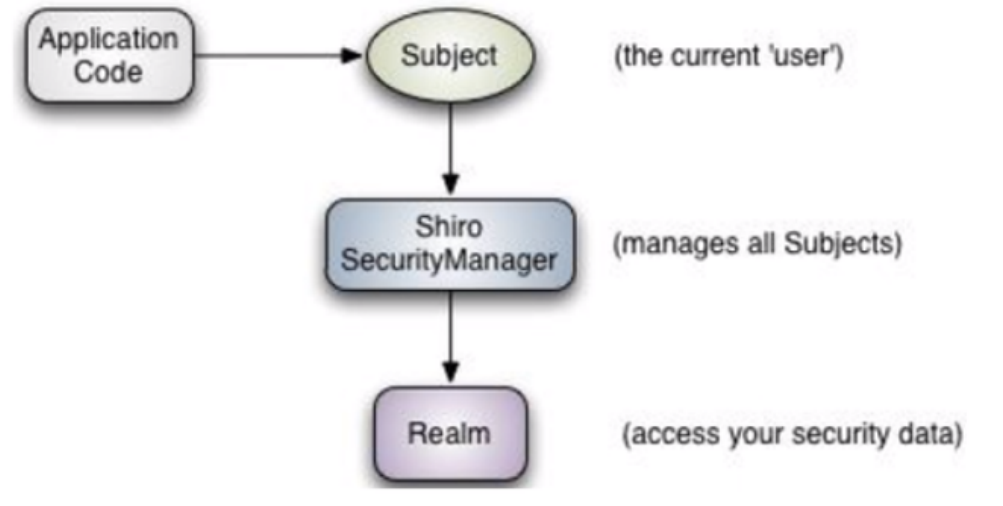 Application
Code
Subject
(the current 'user')
Shiro
SecurityManager
(manages all Subjects)
Realm
(access your security data)